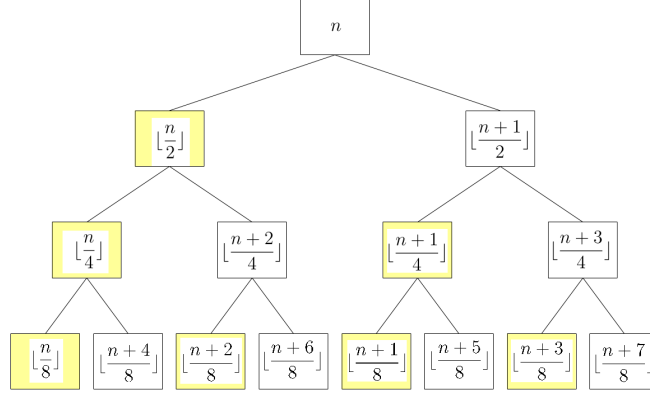 n
⌊n/2⌋ ⌊(n + 1)/2⌋
⌊n/4⌋ ⌊(n + 2)/4⌋ ⌊(n + 1)/4⌋ ⌊(n + 3)/4⌋
⌊n/8⌋ ⌊(n + 4)/8⌋ ⌊(n + 2)/8⌋ ⌊(n + 6)/8⌋ ⌊(n + 1)/8⌋ ⌊(n + 5)/8⌋ ⌊(n + 3)/8⌋ ⌊(n + 7)/8⌋